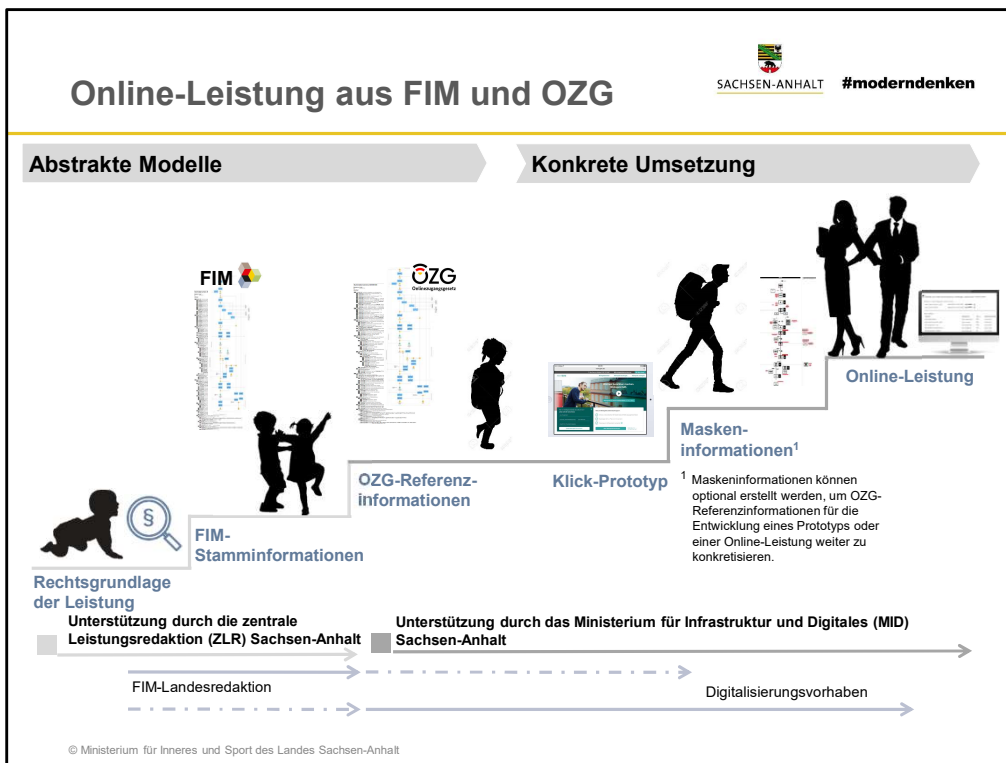 Online-Leistung aus FIM und OZG
SACHSEN-ANHALT
#moderndenken
Abstrakte Modelle
Konkrete Umsetzung
FIM
OZG
Onlinezugangsgesetz
§
Rechtsgrundlage
der Leistung
FIM-
Stamminformationen
OZG-Referenz-
informationen
Klick-Prototyp
Masken-
informationen¹
¹ Maskeninformationen können
optional erstellt werden, um OZG-
Referenzinformationen für die
Entwicklung eines Prototyps oder
einer Online-Leistung weiter zu
konkretisieren.
Online-Leistung
Unterstützung durch die zentrale
Leistungsredaktion (ZLR) Sachsen-Anhalt
Unterstützung durch das Ministerium für Infrastruktur und Digitales (MID)
Sachsen-Anhalt
FIM-Landesredaktion
Digitalisierungsvorhaben
© Ministerium für Inneres und Sport des Landes Sachsen-Anhalt